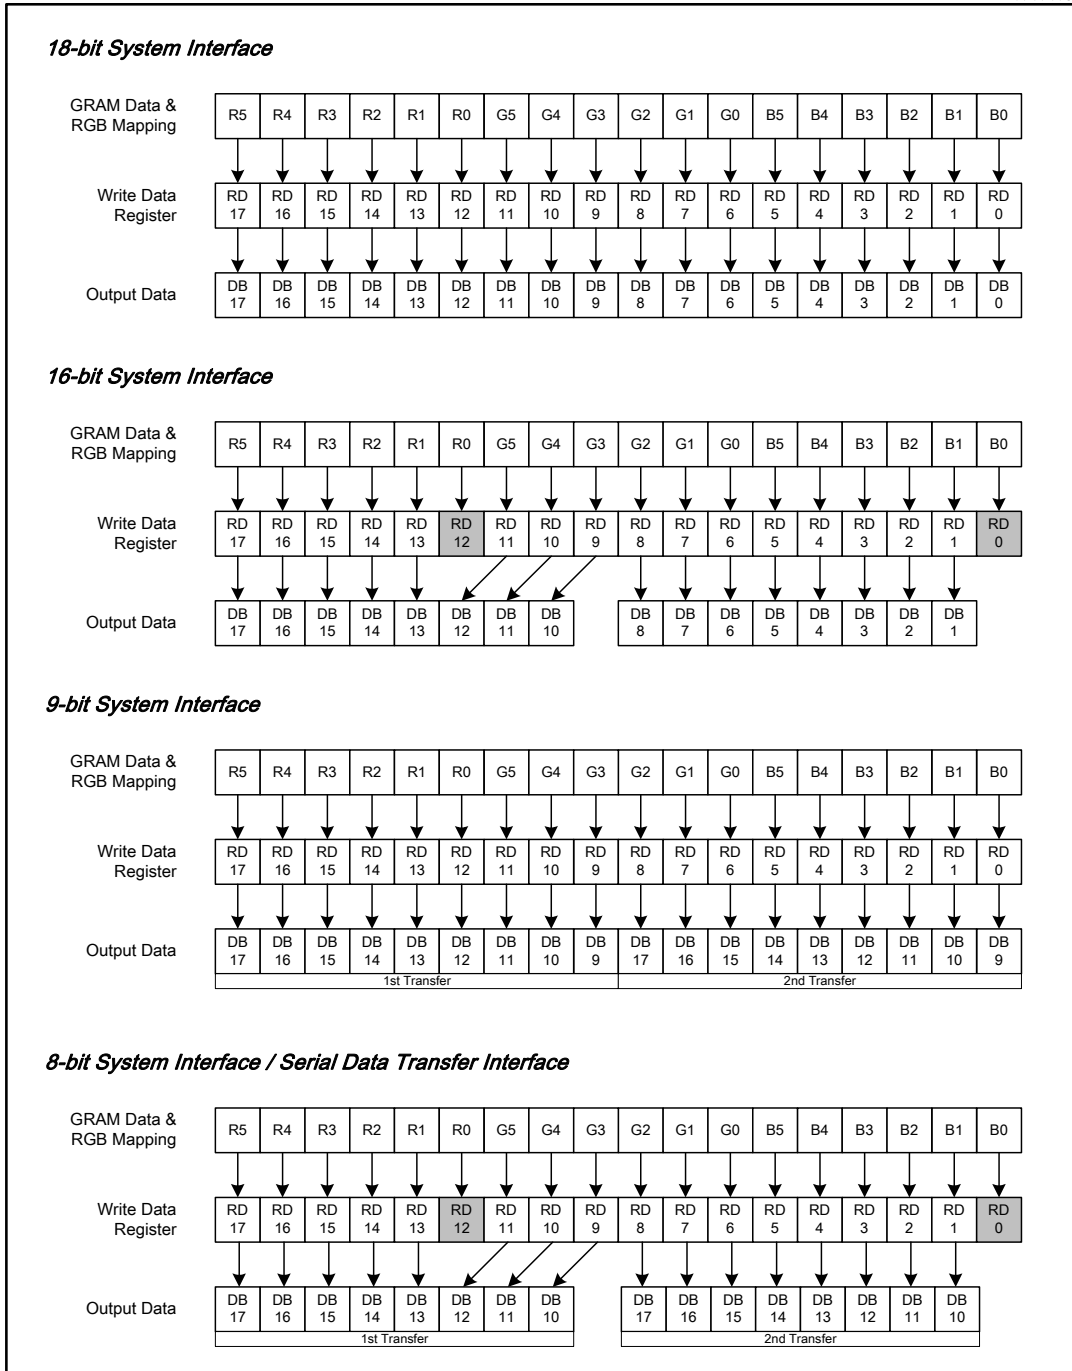 18-bit System Interface
GRAM Data &
RGB Mapping
R5 R4 R3 R2 R1 R0 G5 G4 G3 G2 G1 G0 B5 B4 B3 B2 B1 B0
Write Data
Register
RD RD RD RD RD RD RD RD RD RD RD RD RD RD RD RD RD RD
17 16 15 14 13 12 11 10 9 8 7 6 5 4 3 2 1 0
Output Data
DB DB DB DB DB DB DB DB DB DB DB DB DB DB DB DB DB DB
17 16 15 14 13 12 11 10 9 8 7 6 5 4 3 2 1 0
16-bit System Interface
GRAM Data &
RGB Mapping
R5 R4 R3 R2 R1 R0 G5 G4 G3 G2 G1 G0 B5 B4 B3 B2 B1 B0
Write Data
Register
RD RD RD RD RD RD RD RD RD RD RD RD RD RD RD RD RD RD
17 16 15 14 13 12 11 10 9 8 7 6 5 4 3 2 1 0
Output Data
DB DB DB DB DB DB DB DB DB DB DB DB DB DB DB DB
17 16 15 14 13 12 11 10 8 7 6 5 4 3 2 1
9-bit System Interface
GRAM Data &
RGB Mapping
R5 R4 R3 R2 R1 R0 G5 G4 G3 G2 G1 G0 B5 B4 B3 B2 B1 B0
Write Data
Register
RD RD RD RD RD RD RD RD RD RD RD RD RD RD RD RD RD RD
17 16 15 14 13 12 11 10 9 8 7 6 5 4 3 2 1 0
Output Data
DB DB DB DB DB DB DB DB DB DB DB DB DB DB DB DB DB DB
17 16 15 14 13 12 11 10 9 17 16 15 14 13 12 11 10 9
1st Transfer 2nd Transfer
8-bit System Interface / Serial Data Transfer Interface
GRAM Data &
RGB Mapping
R5 R4 R3 R2 R1 R0 G5 G4 G3 G2 G1 G0 B5 B4 B3 B2 B1 B0
Write Data
Register
RD RD RD RD RD RD RD RD RD RD RD RD RD RD RD RD RD RD
17 16 15 14 13 12 11 10 9 8 7 6 5 4 3 2 1 0
Output Data
DB DB DB DB DB DB DB DB DB DB DB DB DB DB DB DB
17 16 15 14 13 12 11 10 17 16 15 14 13 12 11 10
1st Transfer 2nd Transfer